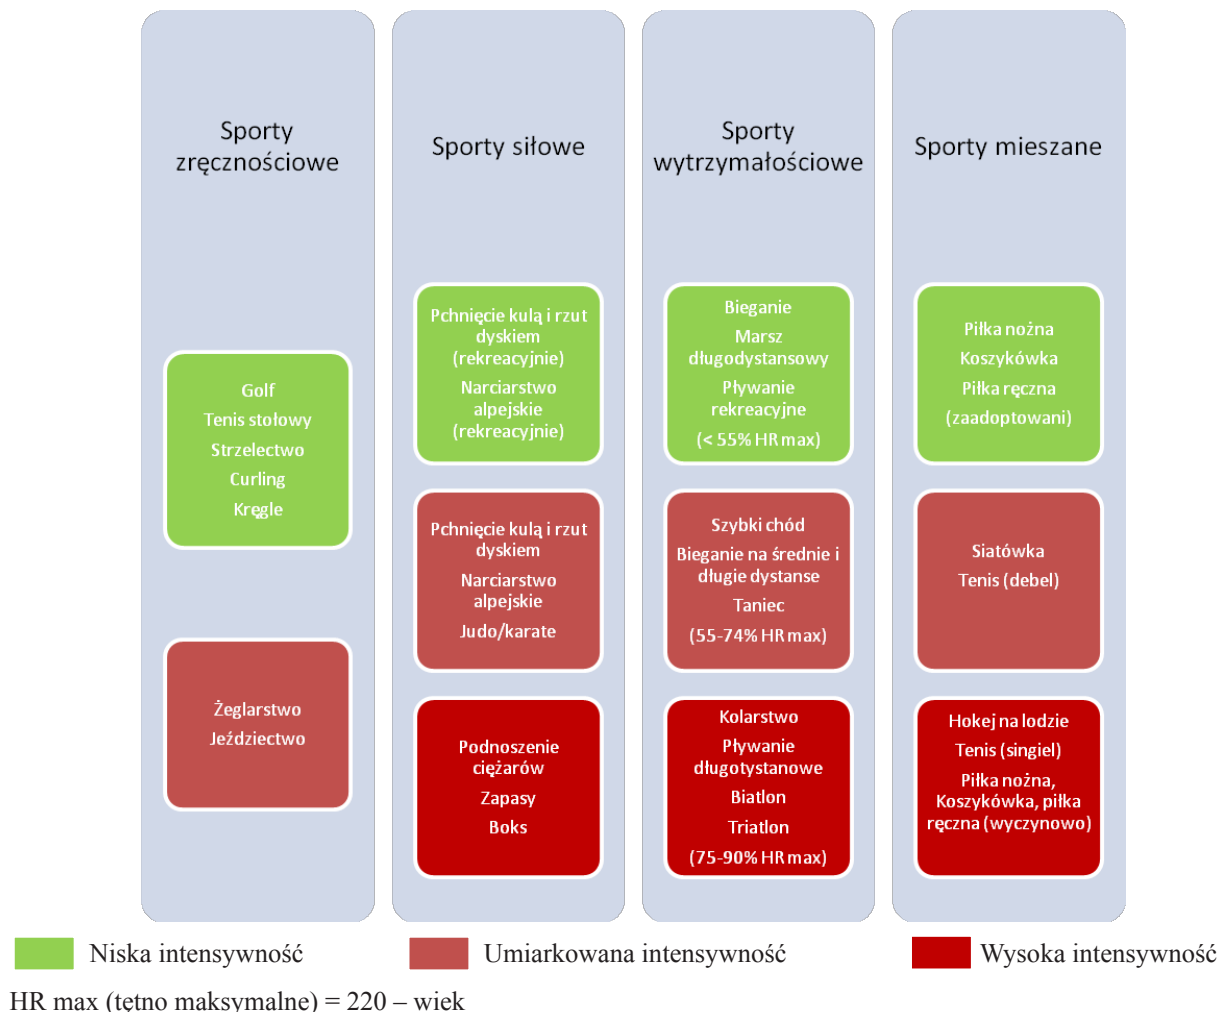 Sporty
zręcznościowe
Golf
Tenis stołowy
Strzelectwo
Curling
Kręgle
Żeglarstwo
Jeździectwo
Sporty siłowe
Pchnięcie kulą i rzut
dyskiem
(rekreacyjnie)
Narciarstwo
alpejskie
(rekreacyjnie)
Pchnięcie kulą i rzut
dyskiem
Narciarstwo
alpejskie
Judo/karate
Podnoszenie
ciężarów
Zapasy
Boks
Sporty
wytrzymałościowe
Bieganie
Marsz
długodystansowy
Pływanie
rekreacyjne
(< 55% HR max)
Szybki chód
Bieganie na średnie i
długie dystanse
Taniec
(55-74% HR max)
Kolarstwo
Pływanie
długotystanowe
Biatlon
Triatlon
(75-90% HR max)
Sporty mieszane
Piłka nożna
Koszykówka
Piłka ręczna
(zaadoptowani)
Siatówka
Tenis (debel)
Hokej na lodzie
Tenis (singiel)
Piłka nożna,
Koszykówka, piłka
ręczna (wyczynowo)
Niska intensywność
Umiarkowana intensywność
Wysoka intensywność
HR max (tętno maksymalne) = 220 – wiek